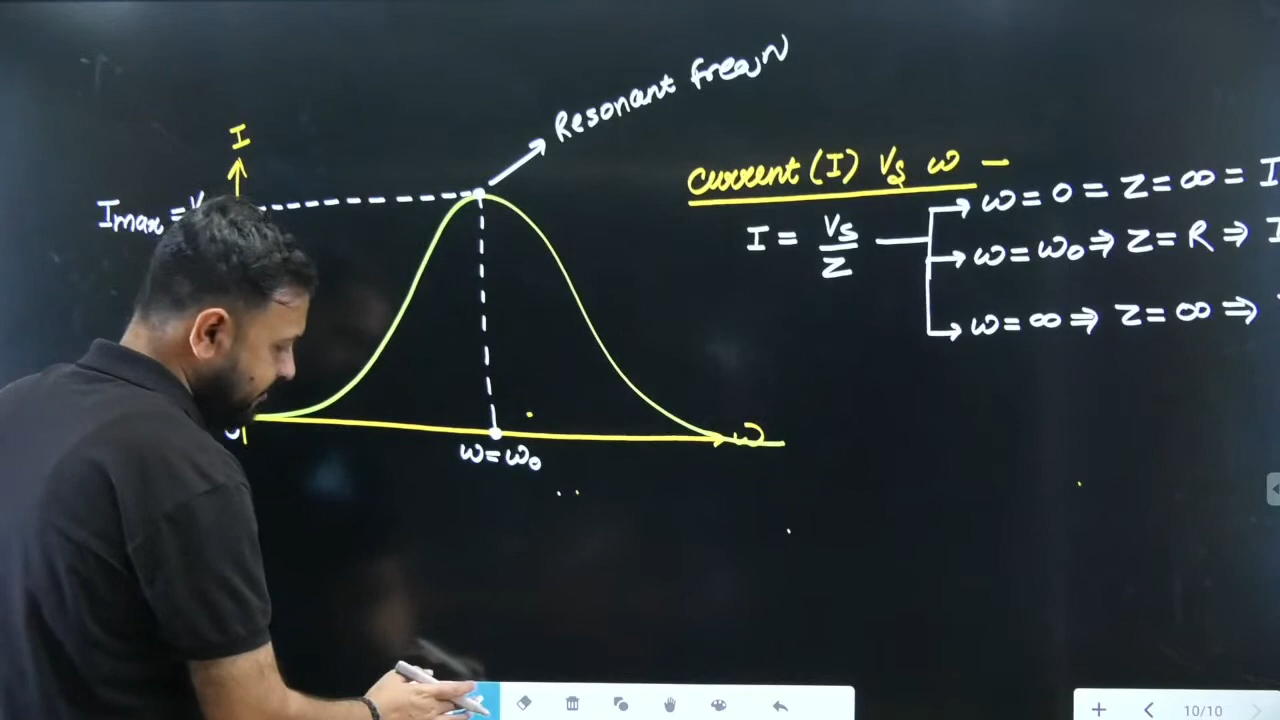 Resonant freqn
I
Current (I) Vs ω -
Imax = V
I = Vs/Z
ω = 0 = Z = ∞ = I
ω = ω₀ ⇒ Z = R ⇒ I
ω = ∞ ⇒ Z = ∞ ⇒
ω
ω = ω₀
10/10